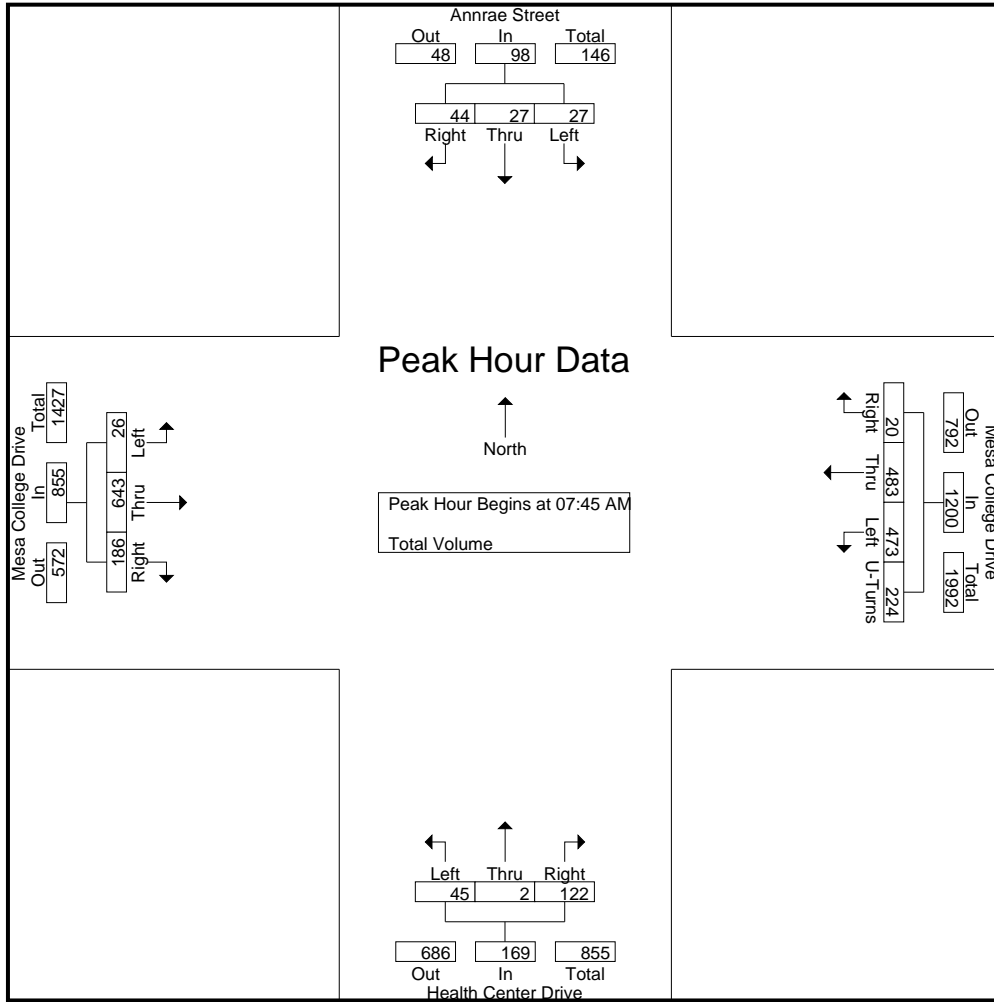 Annrae Street
Out In Total
48 98 146
44 27 27
Right Thru Left
Peak Hour Data
North
Peak Hour Begins at 07:45 AM
Total Volume
Mesa College Drive
Total In Out
1427 855 572
26 643 186
Left Thru Right
Mesa College Drive
Out In Total
792 1200 1992
20 483 473 224
Right Thru Left U-Turns
Left Thru Right
45 2 122
686 169 855
Out In Total
Health Center Drive